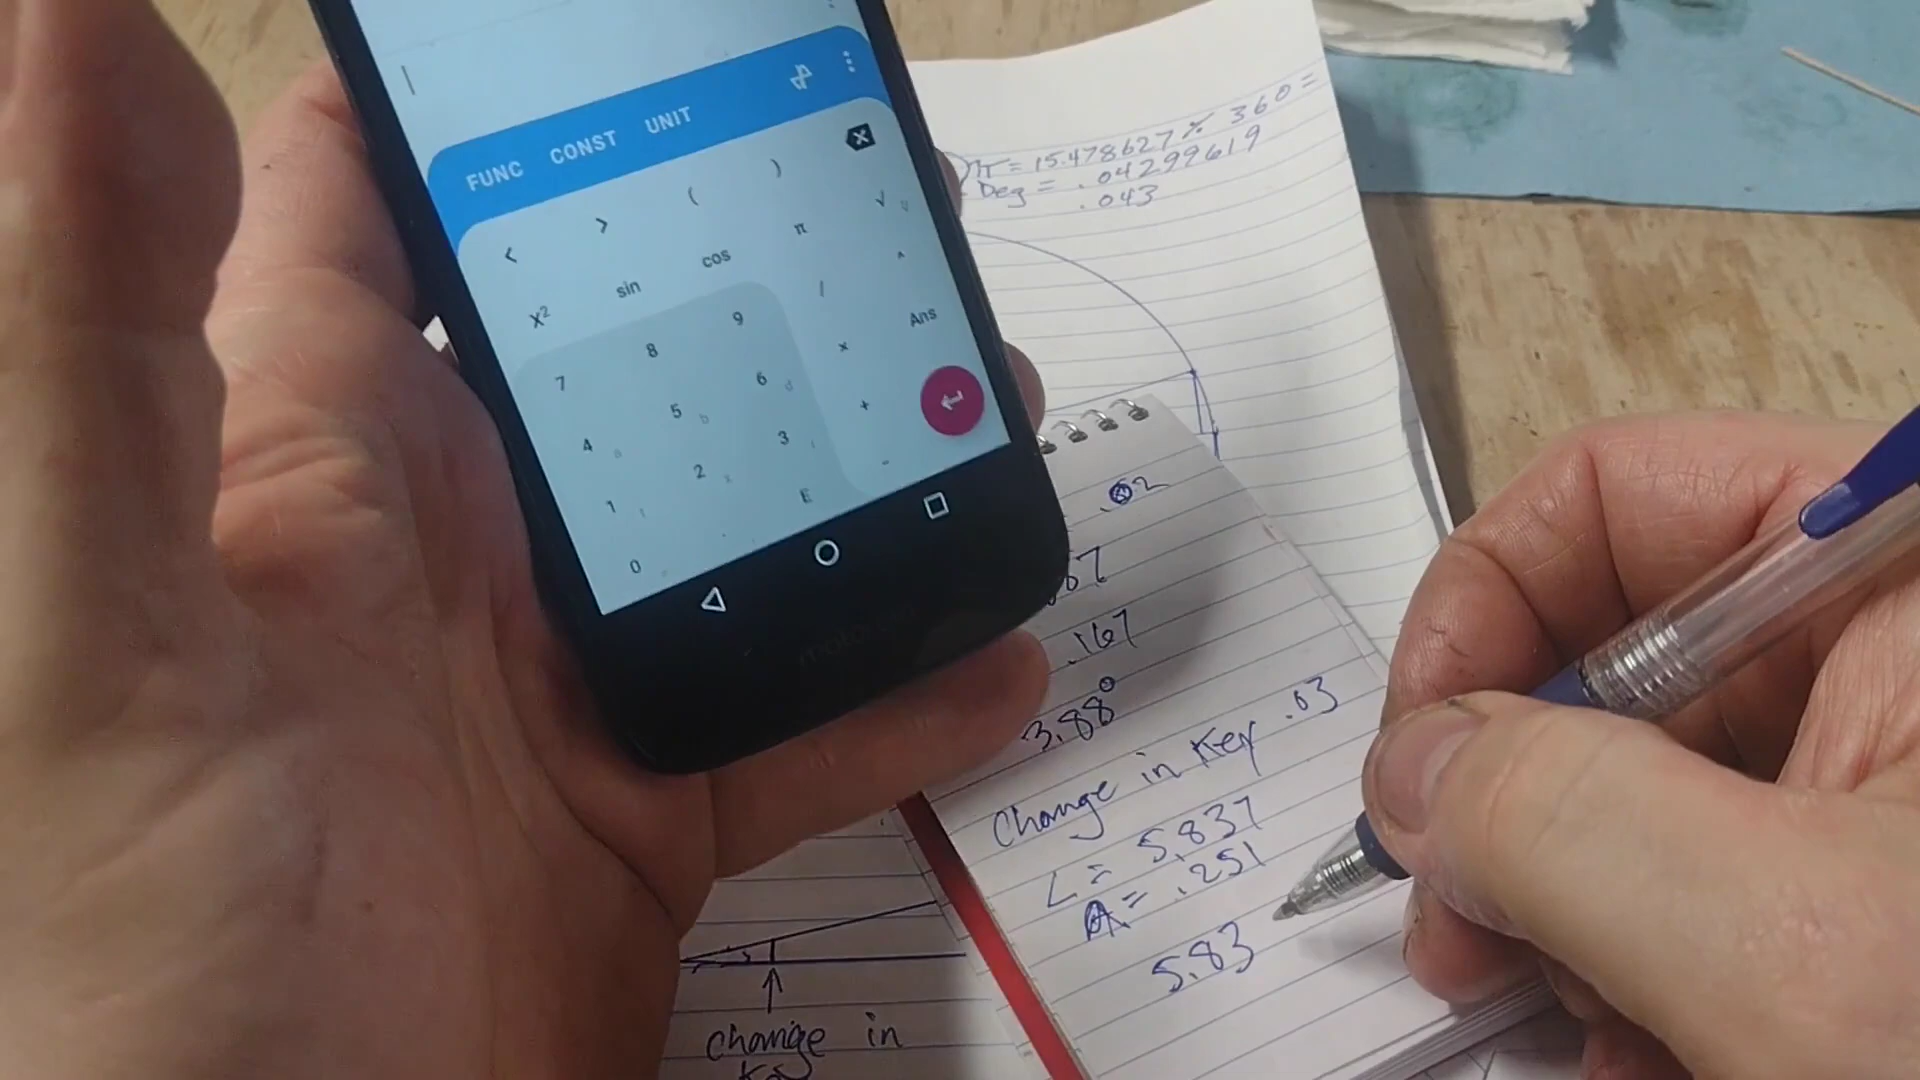 FUNC CONST UNIT
< > ( )
X² sin cos π √
7 8 9 / ^
4 5 6 × Ans
1 2 3 +
0 . E -
π = 15.478627 % 360 =
Deg = .04299619
.043
.02
67
.167
3.88°
Change in Key .03
L = 5.837
A = .251
5.83
change in